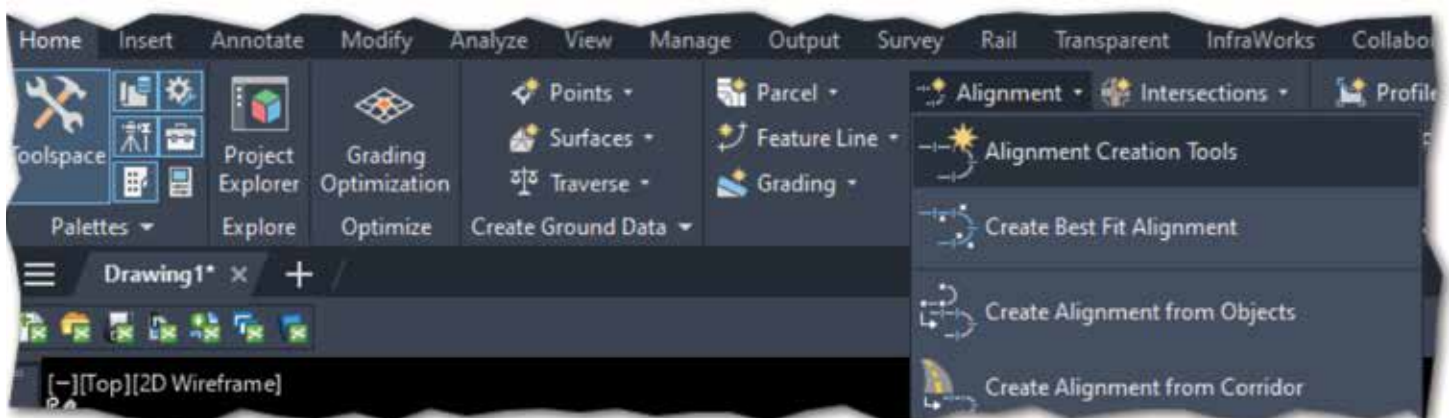 Home Insert Annotate Modify Analyze View Manage Output Survey Rail Transparent InfraWorks
Points Parcel Alignment Intersections Profile
Toolspace Project Explorer Grading Optimization Surfaces Feature Line Alignment Creation Tools
Traverse Grading
Palettes Explore Optimize Create Ground Data Create Best Fit Alignment
Drawing1* × +
Create Alignment from Objects
[−][Top][2D Wireframe] Create Alignment from Corridor